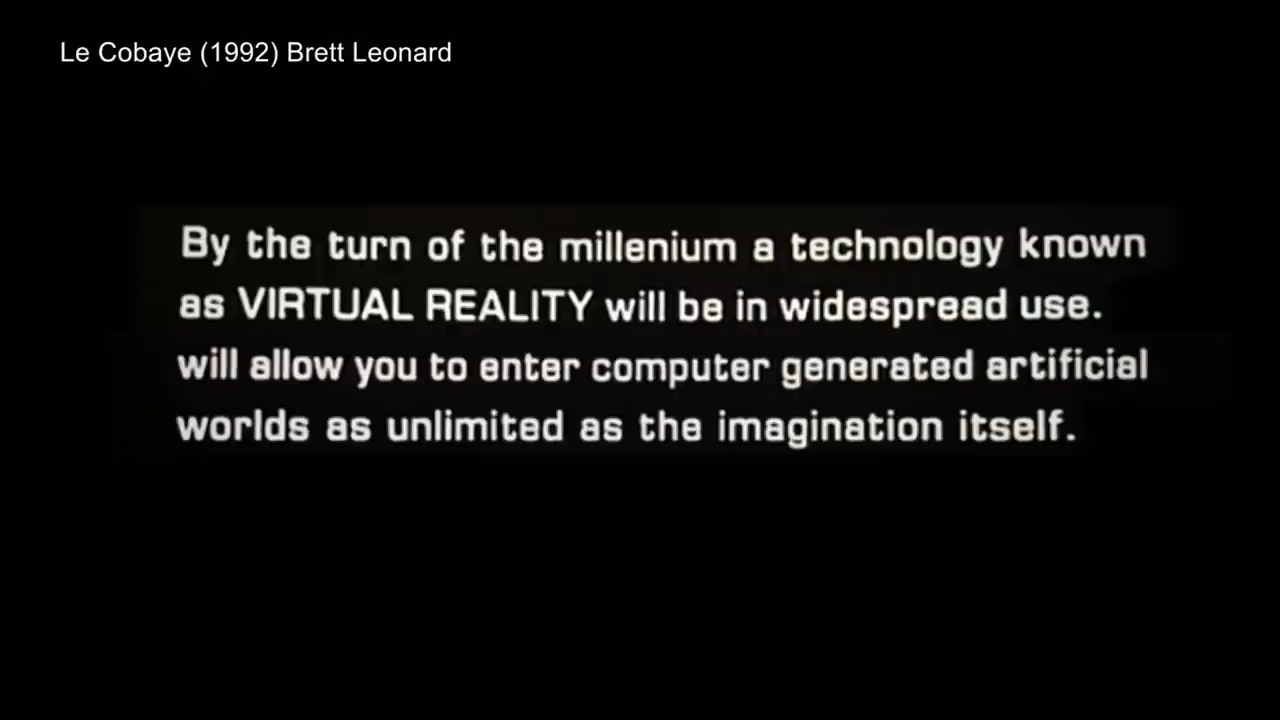 Le Cobaye (1992) Brett Leonard
By the turn of the millenium a technology known
as VIRTUAL REALITY will be in widespread use.
will allow you to enter computer generated artificial
worlds as unlimited as the imagination itself.